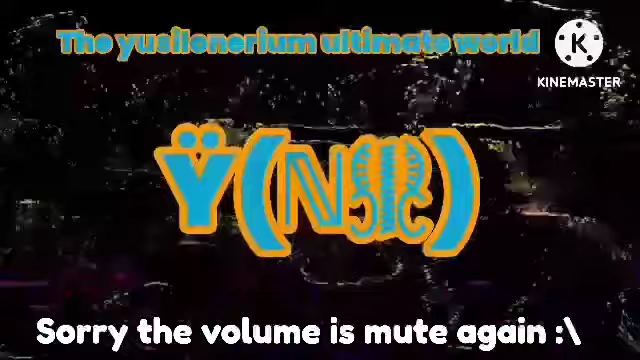 The yusilonerium ultimate world
K
KINEMASTER
Sorry the volume is mute again :\